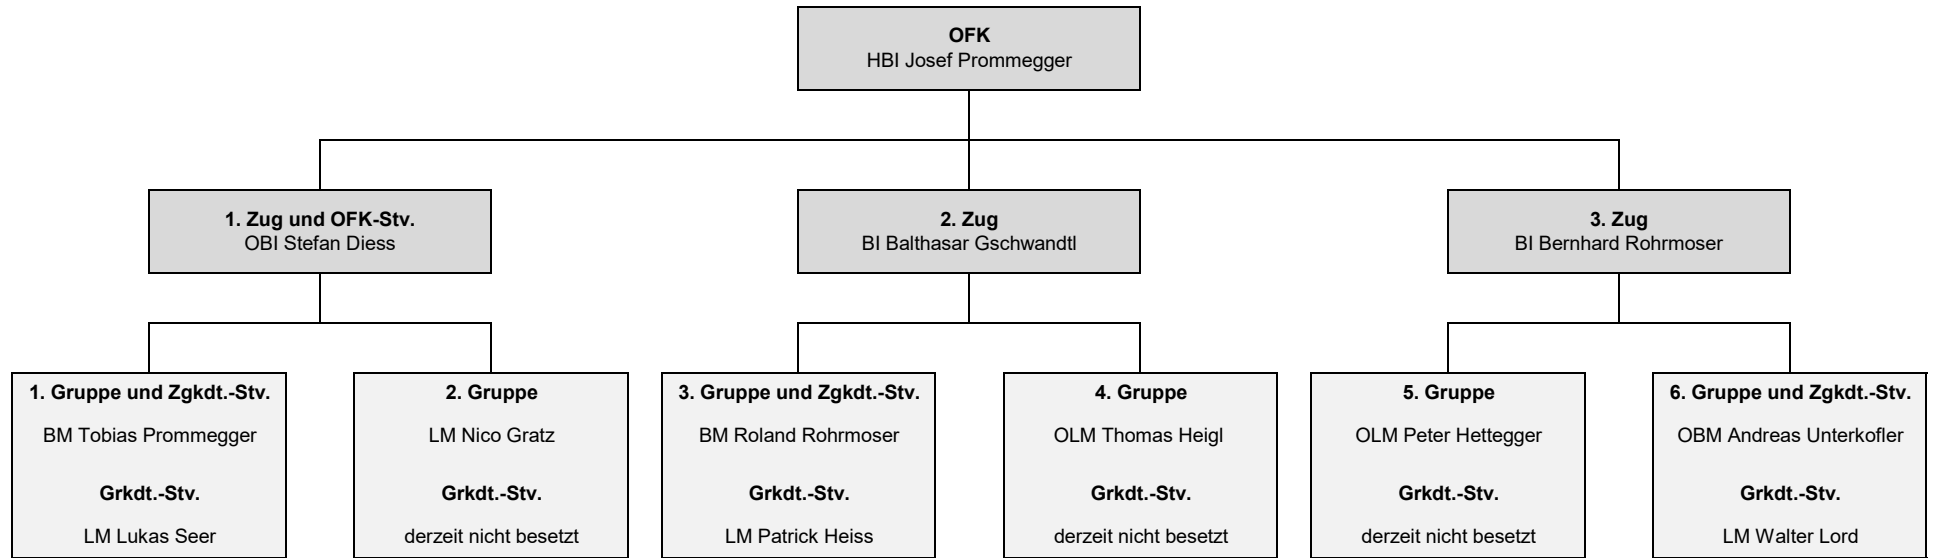 OFK
HBI Josef Prommegger
1. Zug und OFK-Stv.
OBI Stefan Diess
2. Zug
BI Balthasar Gschwandtl
3. Zug
BI Bernhard Rohrmoser
1. Gruppe und Zgkdt.-Stv.
BM Tobias Prommegger
Grkdt.-Stv.
LM Lukas Seer
2. Gruppe
LM Nico Gratz
Grkdt.-Stv.
derzeit nicht besetzt
3. Gruppe und Zgkdt.-Stv.
BM Roland Rohrmoser
Grkdt.-Stv.
LM Patrick Heiss
4. Gruppe
OLM Thomas Heigl
Grkdt.-Stv.
derzeit nicht besetzt
5. Gruppe
OLM Peter Hettegger
Grkdt.-Stv.
derzeit nicht besetzt
6. Gruppe und Zgkdt.-Stv.
OBM Andreas Unterkofler
Grkdt.-Stv.
LM Walter Lord